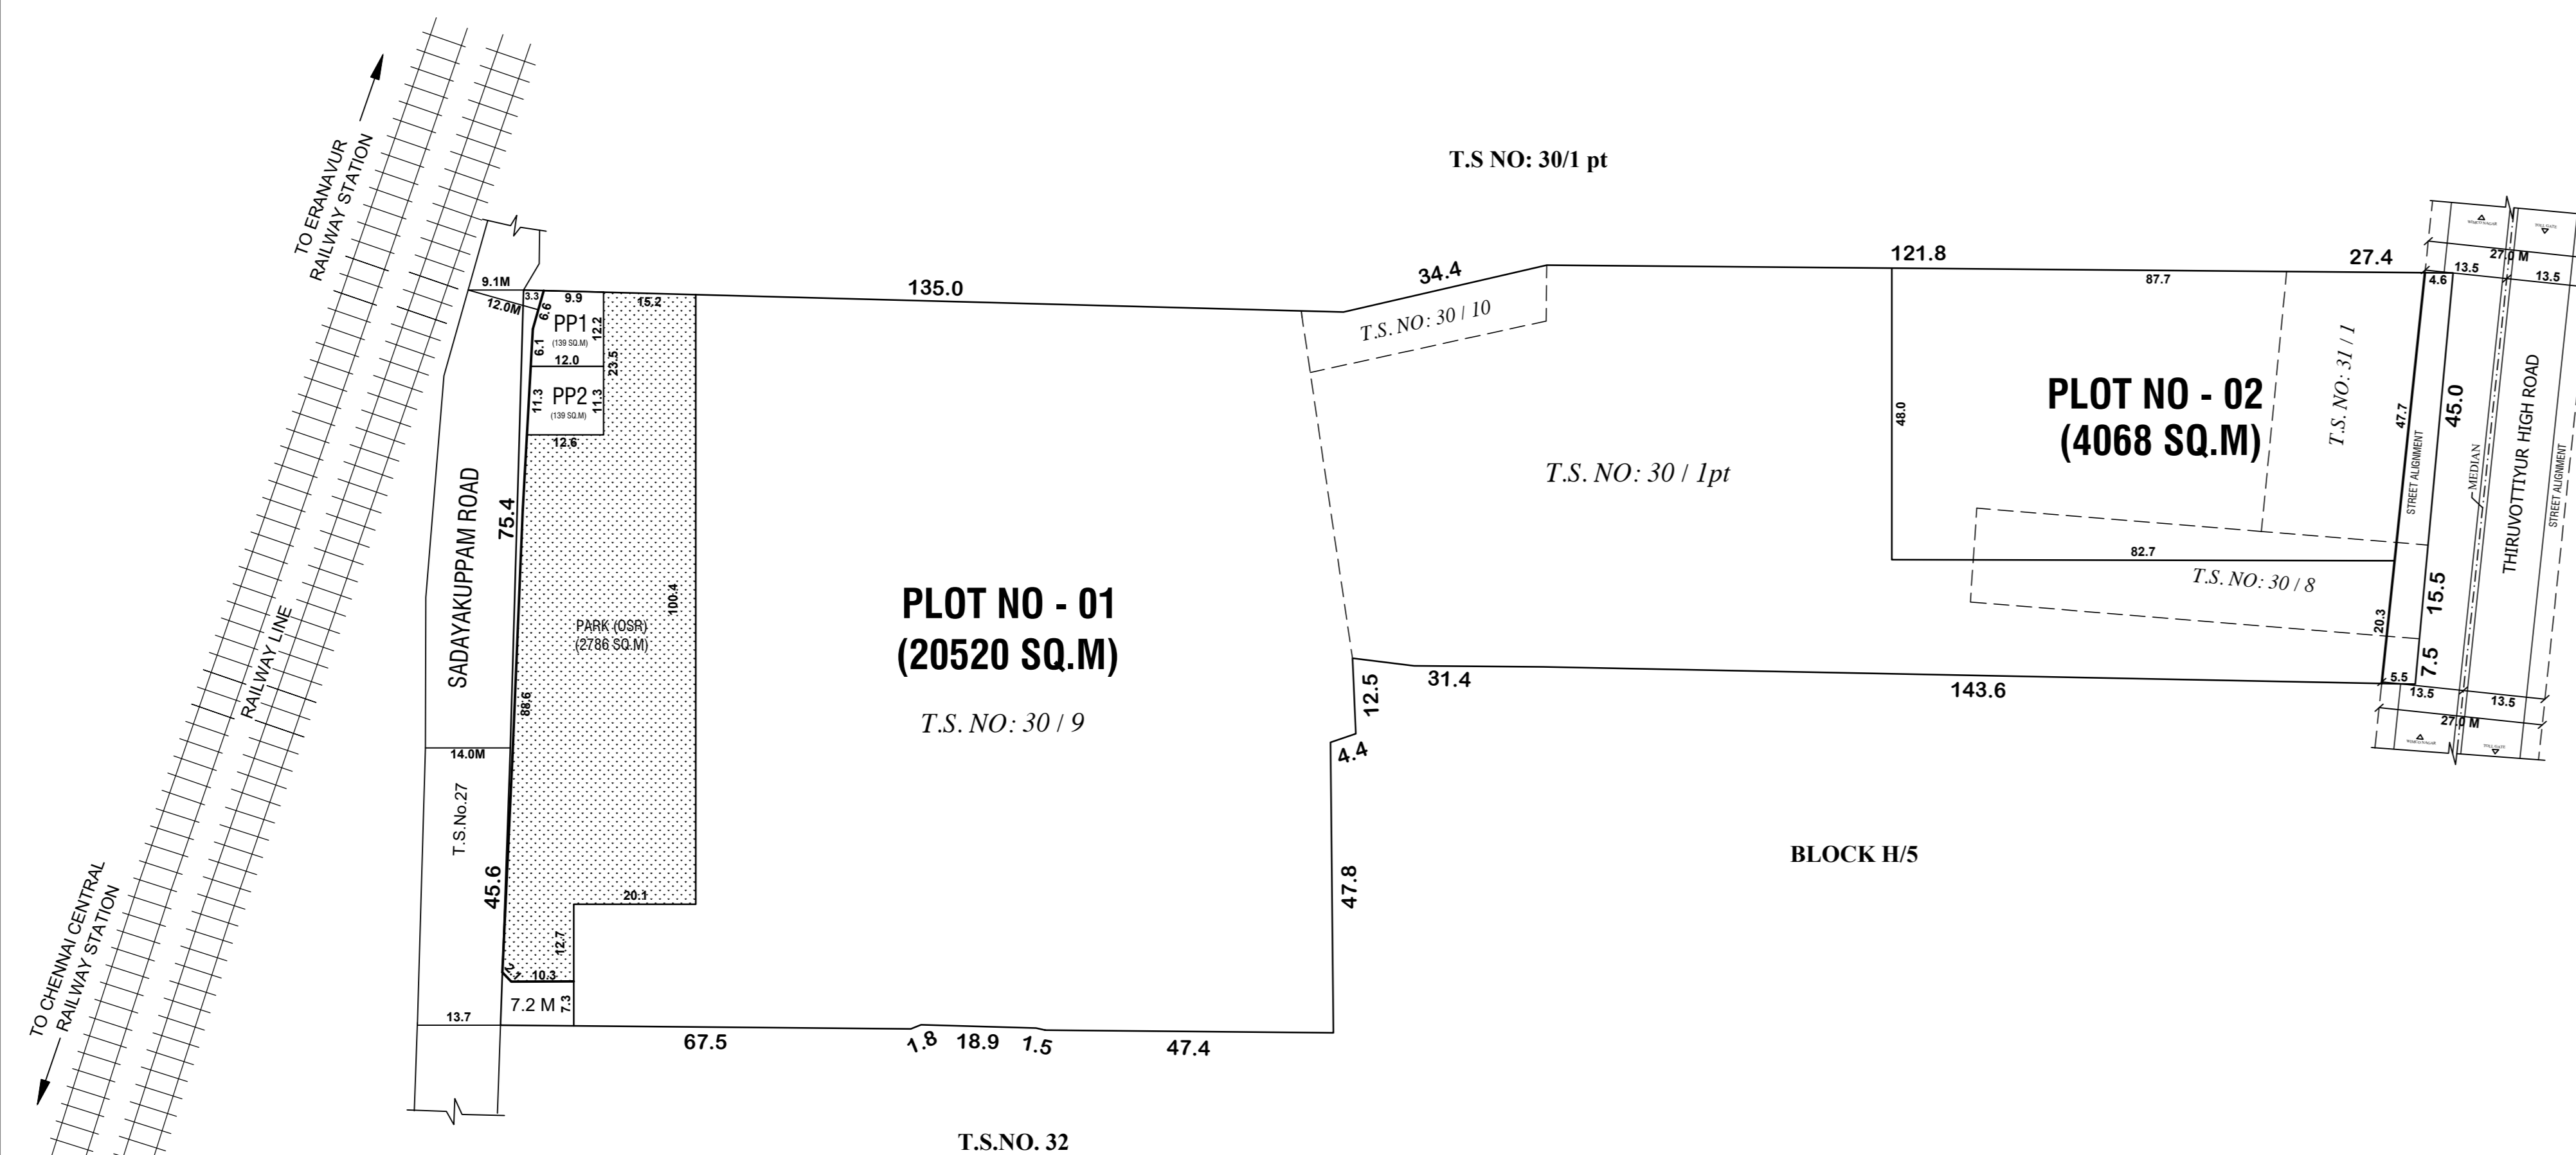 T.S NO: 30/1 pt
TO ERANAVUR
RAILWAY STATION
135.0
34.4
121.8
27.4
87.7
4.6
27.0 M
13.5
13.5
TOLL GATE
9.1M
12.0M
3.3
6.6
9.9
15.2
PP1
(139 SQ.M)
12.2
6.1
12.0
23.5
PP2
(139 SQ.M)
11.3
11.3
12.6
T.S. NO: 30 / 10
T.S. NO: 31 / 1
PLOT NO - 02
(4068 SQ.M)
48.0
47.7
45.0
STREET ALIGNMENT
MEDIAN
THIRUVOTTIYUR HIGH ROAD
STREET ALIGNMENT
T.S. NO: 30 / 1pt
SADAYAKUPPAM ROAD
75.4
RAILWAY LINE
PARK (OSR)
(2786 SQ.M)
100.4
88.6
PLOT NO - 01
(20520 SQ.M)
T.S. NO: 30 / 9
82.7
T.S. NO: 30 / 8
15.5
20.3
7.5
5.5
13.5
13.5
27.0 M
TOLL GATE
12.5
31.4
143.6
4.4
14.0M
T.S.No.27
45.6
47.8
BLOCK H/5
20.1
12.7
2.1
10.3
7.2 M
7.3
13.7
67.5
1.8
18.9
1.5
47.4
TO CHENNAI CENTRAL
RAILWAY STATION
T.S.NO. 32